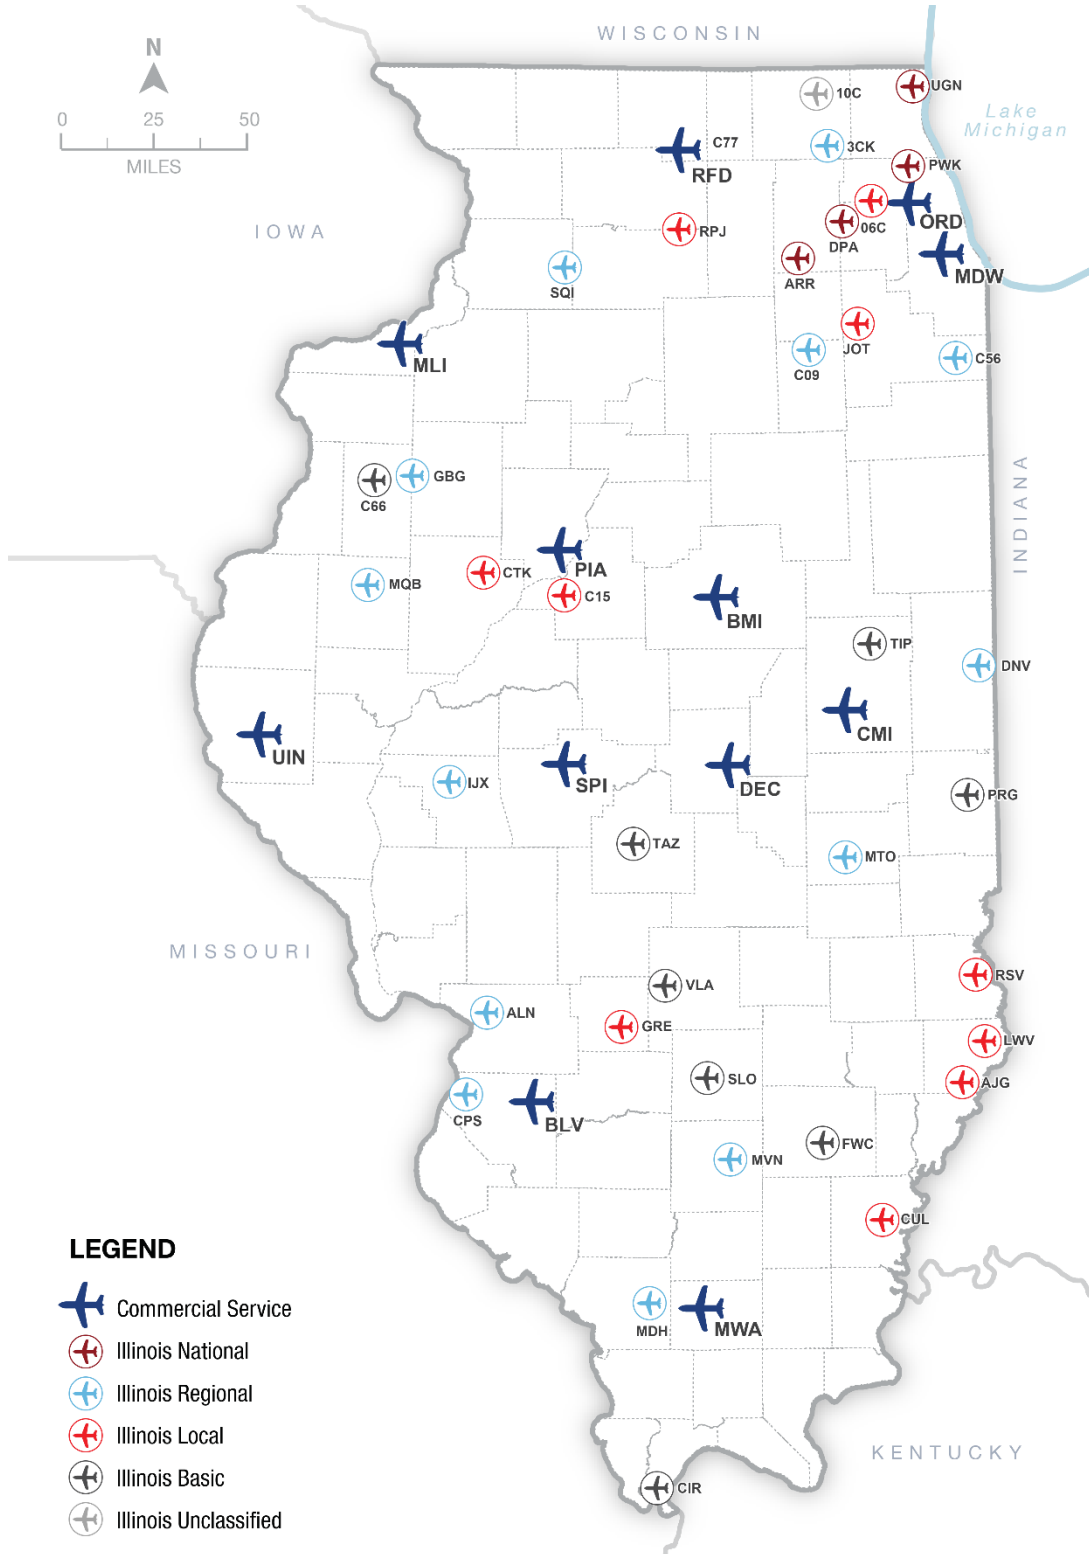 WISCONSIN
N
0 25 50
MILES
Lake
Michigan
UGN
10C
C77
3CK
RFD
PWK
IOWA
ORD
RPJ
06C
DPA
MDW
ARR
SQI
JOT
C56
MLI
C09
INDIANA
GBG
C66
PIA
CTK
MQB
C15
BMI
TIP
DNV
CMI
UIN
SPI
DEC
IJX
PRG
TAZ
MTO
MISSOURI
RSV
VLA
ALN
GRE
LWV
SLO
AJG
CPS
BLV
FWC
MVN
CUL
MDH
MWA
KENTUCKY
CIR
LEGEND
Commercial Service
Illinois National
Illinois Regional
Illinois Local
Illinois Basic
Illinois Unclassified